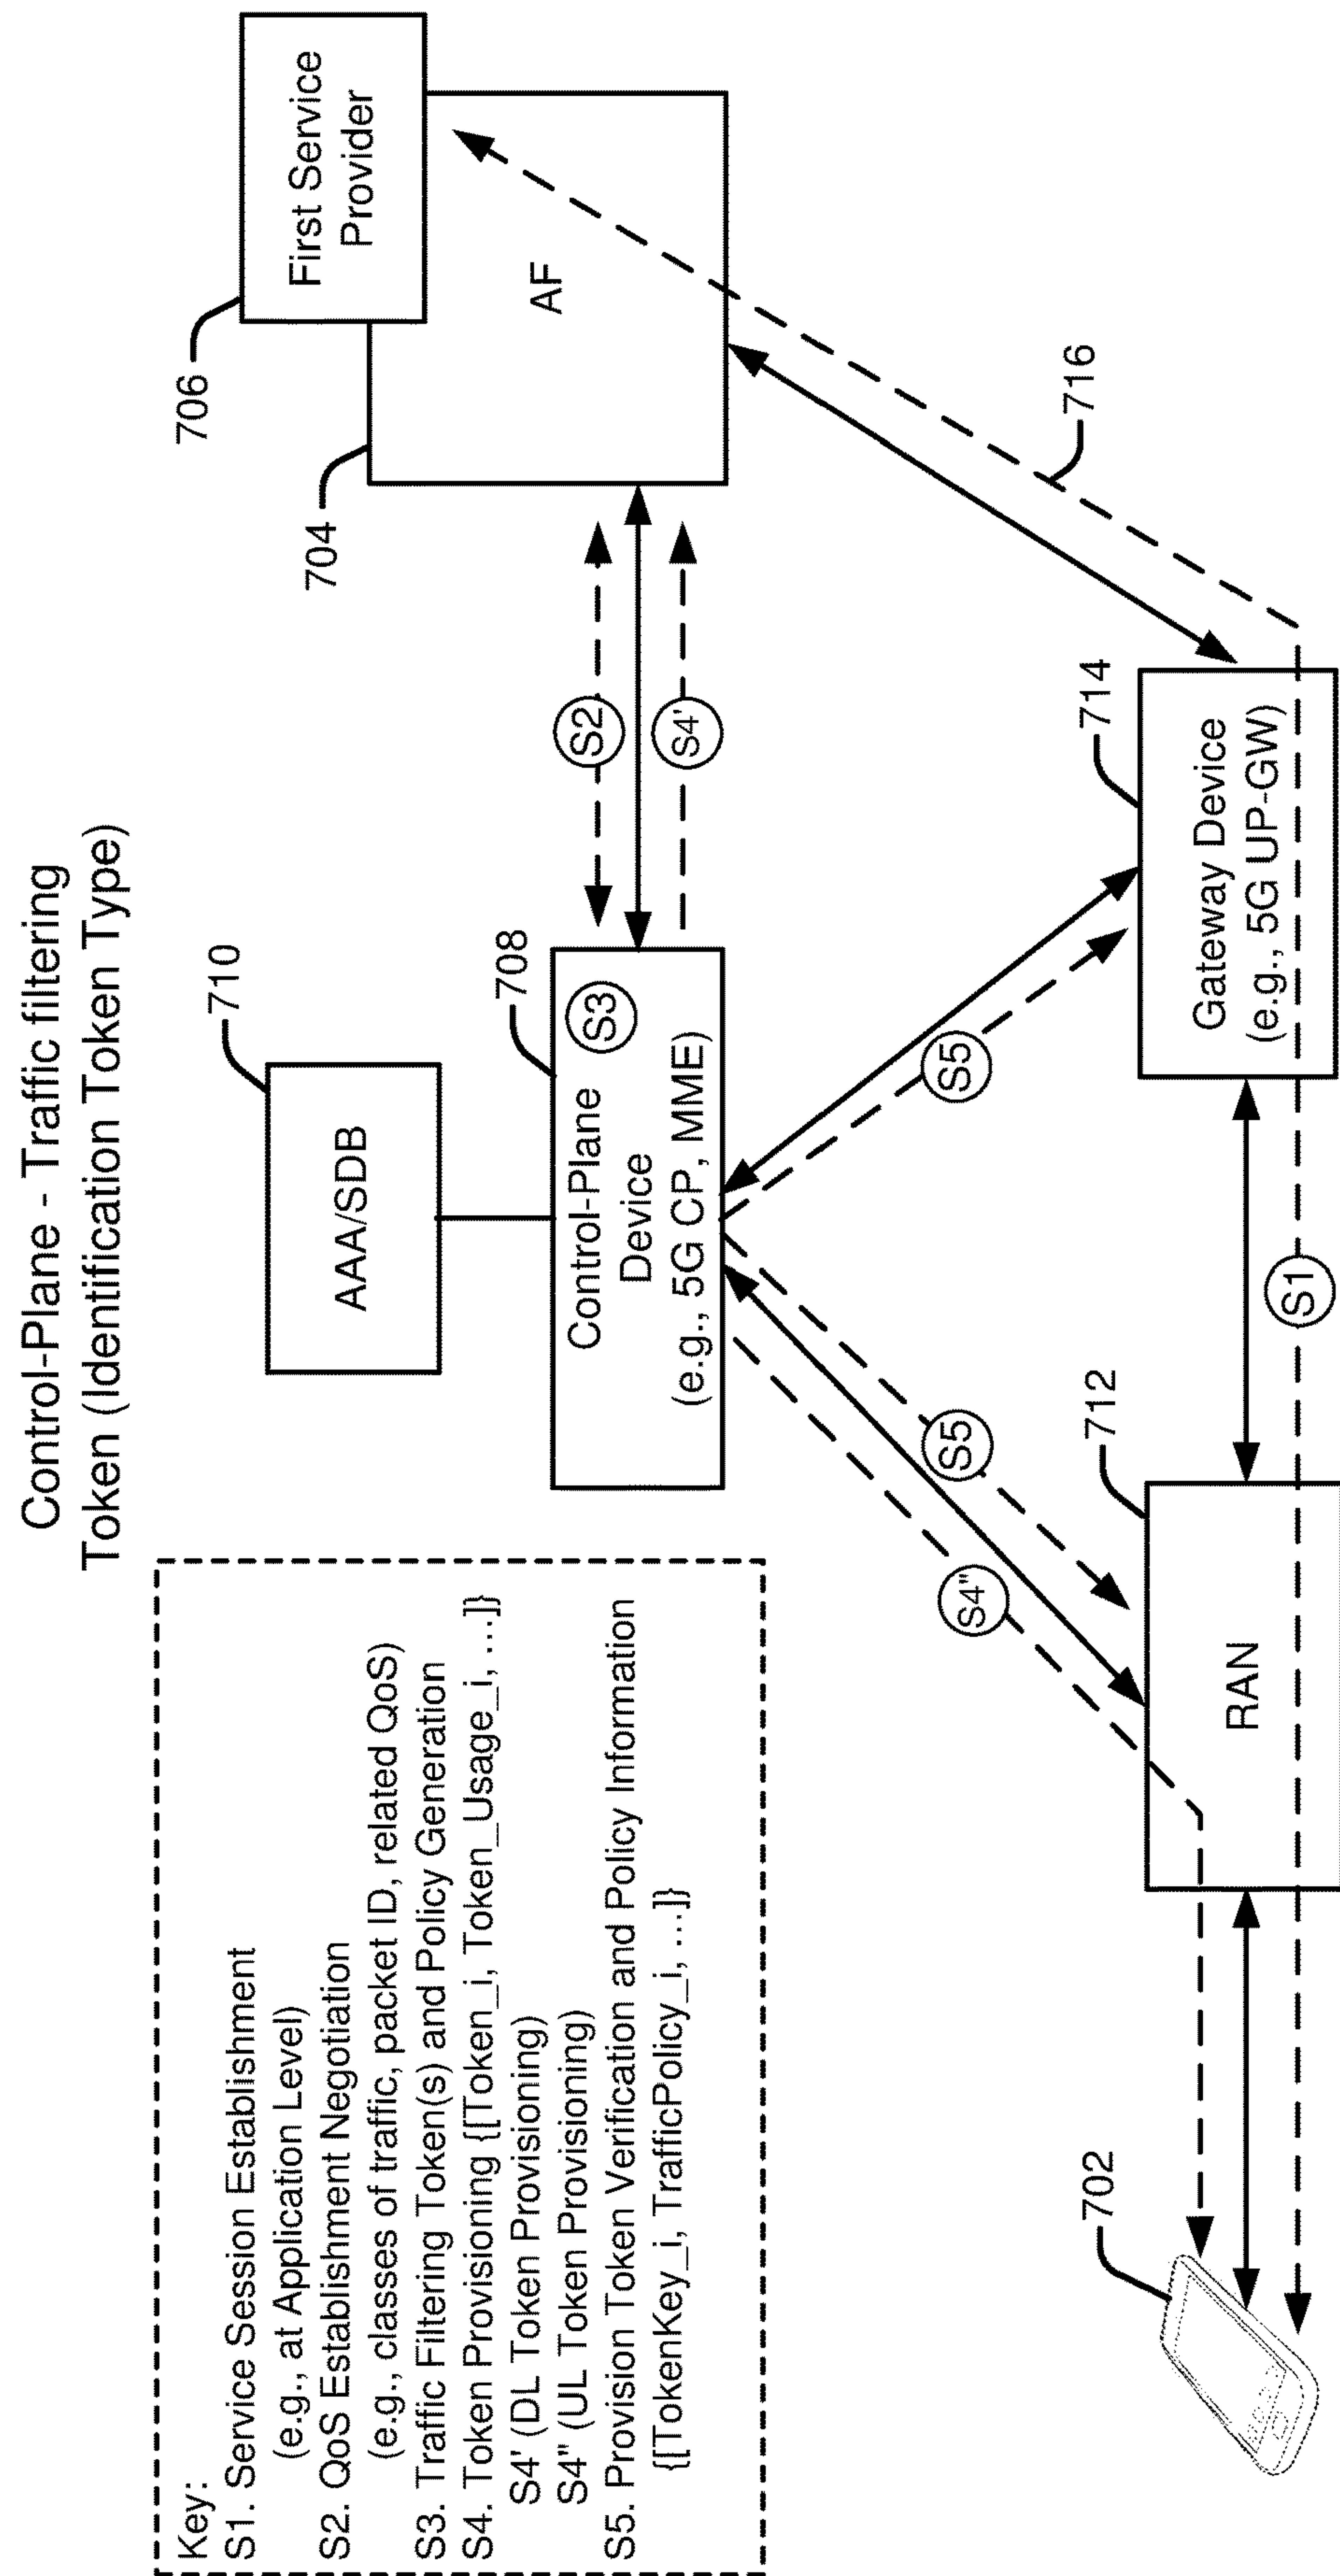 Control-Plane - Traffic filtering
Token (Identification Token Type)
Key:
S1. Service Session Establishment
(e.g., at Application Level)
S2. QoS Establishment Negotiation
(e.g., classes of traffic, packet ID, related QoS)
S3. Traffic Filtering Token(s) and Policy Generation
S4. Token Provisioning {[Token_i, Token_Usage_i, …]}
S4' (DL Token Provisioning)
S4" (UL Token Provisioning)
S5. Provision Token Verification and Policy Information
{[TokenKey_i, TrafficPolicy_i, …]}
710
AAA/SDB
708
Control-Plane
Device
(e.g., 5G CP, MME)
S3
S2
S4'
704
706
First Service
Provider
AF
S4"
S5
S5
702
712
RAN
S1
714
Gateway Device
(e.g., 5G UP-GW)
716